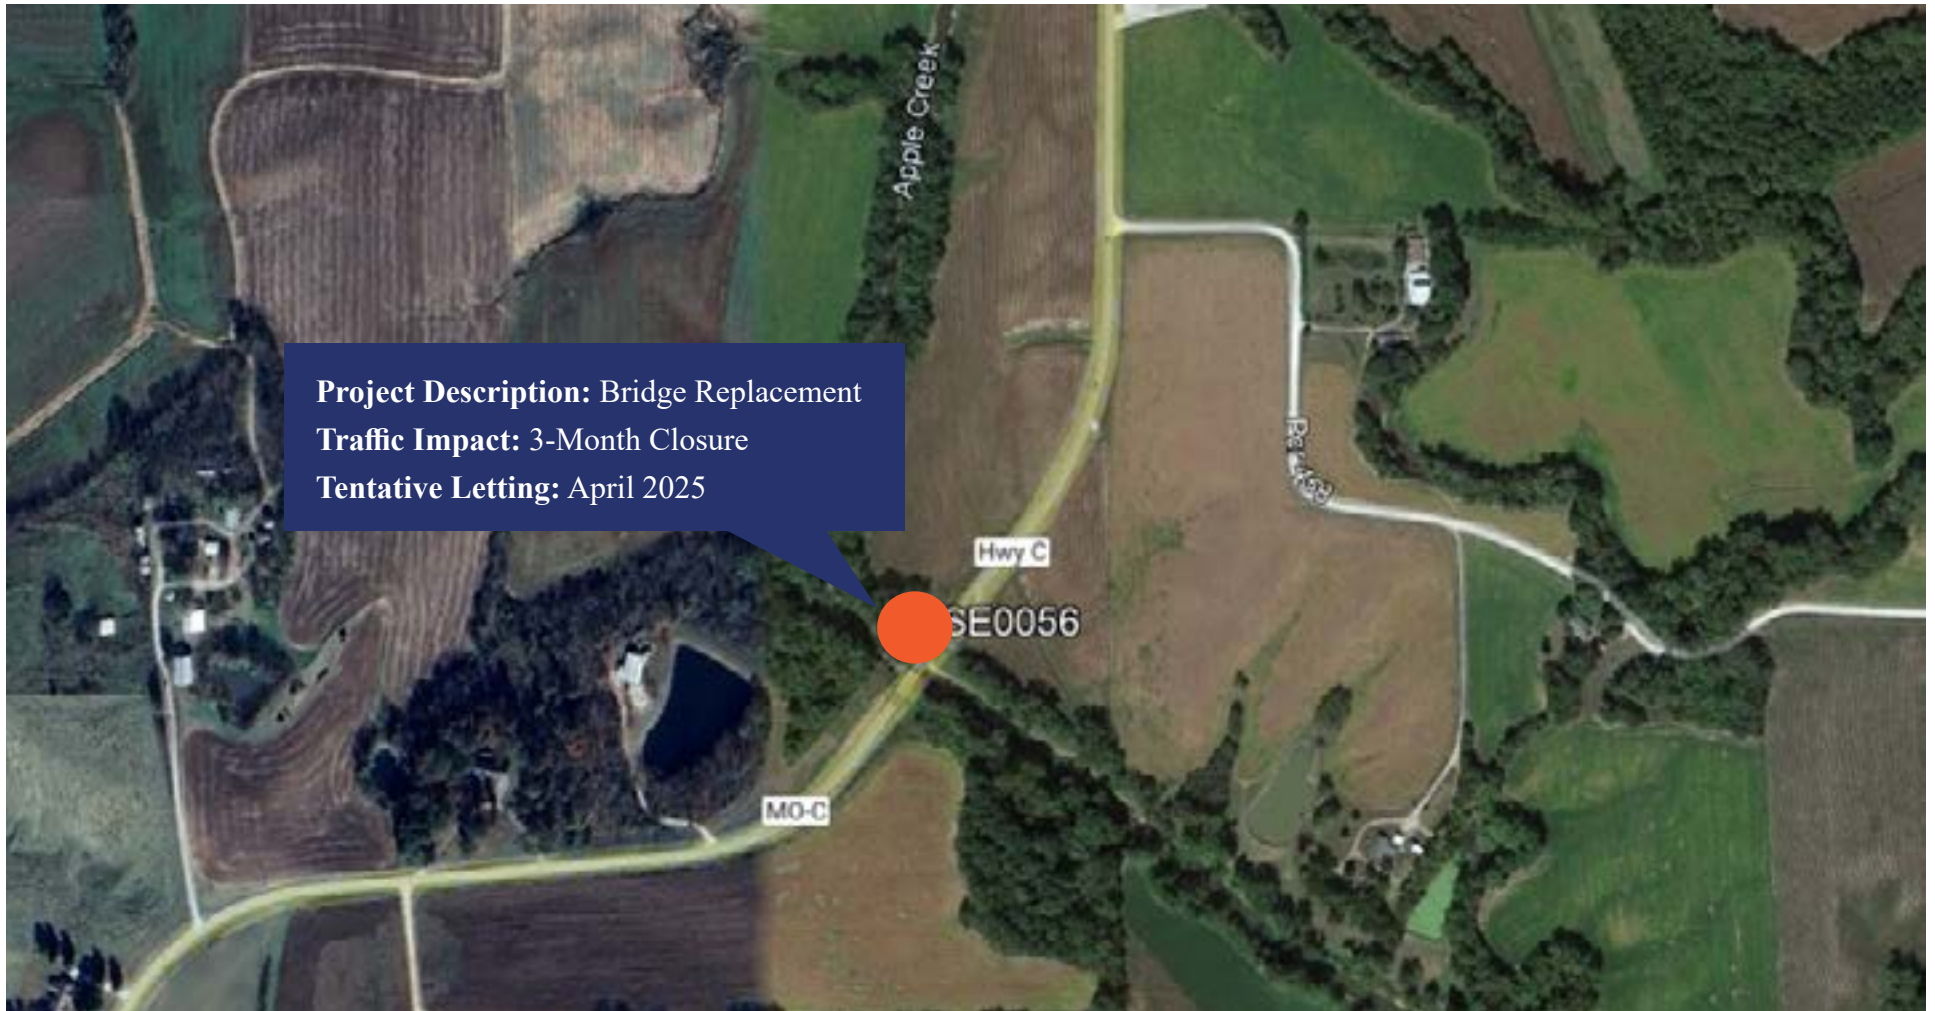 Apple Creek
Project Description: Bridge Replacement
Traffic Impact: 3-Month Closure
Tentative Letting: April 2025
Hwy C
SE0056
MO-C